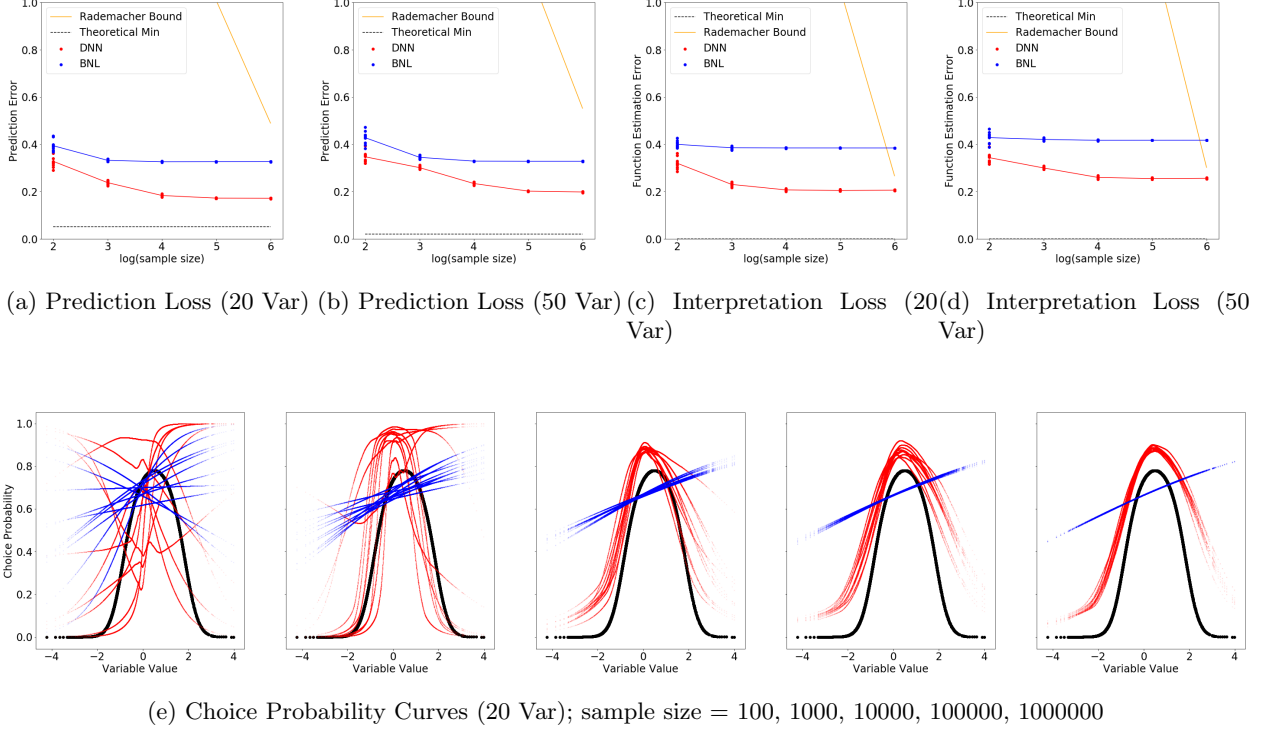 1.0
0.8
0.6
0.4
0.2
0.0
Prediction Error
Rademacher Bound
Theoretical Min
DNN
BNL
2 3 4 5 6
log(sample size)
1.0
0.8
0.6
0.4
0.2
0.0
Prediction Error
Rademacher Bound
Theoretical Min
DNN
BNL
2 3 4 5 6
log(sample size)
1.0
0.8
0.6
0.4
0.2
0.0
Function Estimation Error
Theoretical Min
Rademacher Bound
DNN
BNL
2 3 4 5 6
log(sample size)
1.0
0.8
0.6
0.4
0.2
0.0
Function Estimation Error
Theoretical Min
Rademacher Bound
DNN
BNL
2 3 4 5 6
log(sample size)
(a) Prediction Loss (20 Var)
(b) Prediction Loss (50 Var)
(c) Interpretation Loss (20
Var)
(d) Interpretation Loss (50
Var)
1.0
0.8
0.6
0.4
0.2
0.0
Choice Probability
−4 −2 0 2 4
Variable Value
−4 −2 0 2 4
Variable Value
−4 −2 0 2 4
Variable Value
−4 −2 0 2 4
Variable Value
−4 −2 0 2 4
Variable Value
(e) Choice Probability Curves (20 Var); sample size = 100, 1000, 10000, 100000, 1000000